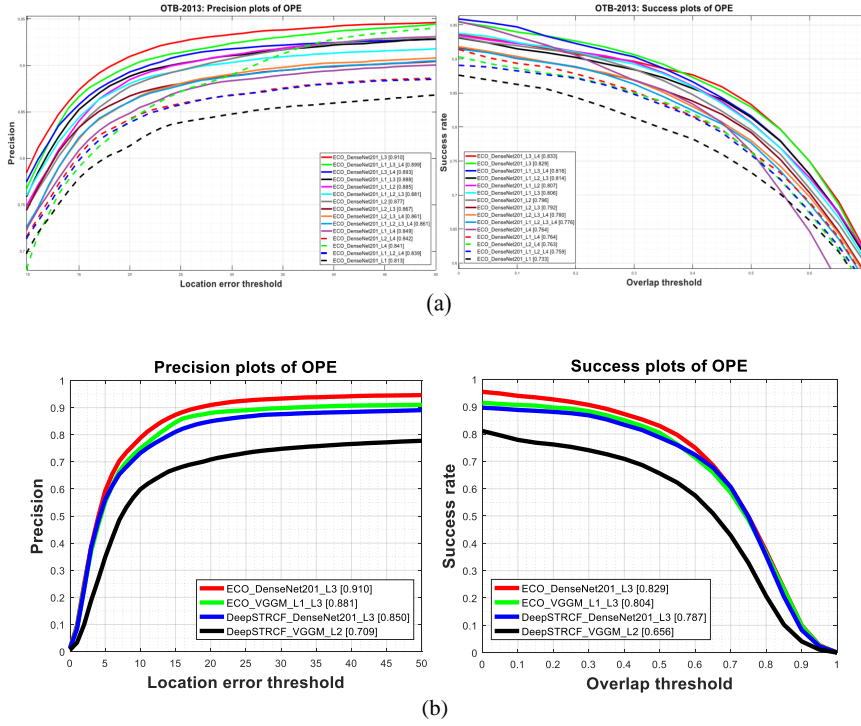 OTB-2013: Precision plots of OPE
Precision
ECO_DenseNet201_L3 [0.910]
ECO_DenseNet201_L1_L3_L4 [0.899]
ECO_DenseNet201_L3_L4 [0.893]
ECO_DenseNet201_L1_L2 [0.885]
ECO_DenseNet201_L2 [0.877]
ECO_DenseNet201_L2_L3 [0.867]
ECO_DenseNet201_L2_L3_L4 [0.861]
ECO_DenseNet201_L1_L2_L3_L4 [0.861]
ECO_DenseNet201_L2_L4 [0.842]
ECO_DenseNet201_L4 [0.841]
ECO_DenseNet201_L1_L2_L4 [0.839]
ECO_DenseNet201_L1 [0.813]
Location error threshold
OTB-2013: Success plots of OPE
Success rate
ECO_DenseNet201_L3_L4 [0.833]
ECO_DenseNet201_L3 [0.829]
ECO_DenseNet201_L1_L3_L4 [0.816]
ECO_DenseNet201_L1_L2_L3 [0.814]
ECO_DenseNet201_L1_L2 [0.807]
ECO_DenseNet201_L1_L3 [0.806]
ECO_DenseNet201_L2 [0.796]
ECO_DenseNet201_L2_L3 [0.792]
ECO_DenseNet201_L2_L3_L4 [0.780]
ECO_DenseNet201_L1_L2_L3_L4 [0.776]
ECO_DenseNet201_L4 [0.764]
ECO_DenseNet201_L1_L4 [0.764]
ECO_DenseNet201_L2_L4 [0.763]
ECO_DenseNet201_L1_L2_L4 [0.759]
ECO_DenseNet201_L1 [0.733]
Overlap threshold
(a)
Precision plots of OPE
Precision
1
0.9
0.8
0.7
0.6
0.5
0.4
0.3
0.2
0.1
0
ECO_DenseNet201_L3 [0.910]
ECO_VGGM_L1_L3 [0.881]
DeepSTRCF_DenseNet201_L3 [0.850]
DeepSTRCF_VGGM_L2 [0.709]
0 5 10 15 20 25 30 35 40 45 50
Location error threshold
Success plots of OPE
Success rate
1
0.9
0.8
0.7
0.6
0.5
0.4
0.3
0.2
0.1
0
ECO_DenseNet201_L3 [0.829]
ECO_VGGM_L1_L3 [0.804]
DeepSTRCF_DenseNet201_L3 [0.787]
DeepSTRCF_VGGM_L2 [0.656]
0 0.1 0.2 0.3 0.4 0.5 0.6 0.7 0.8 0.9 1
Overlap threshold
(b)